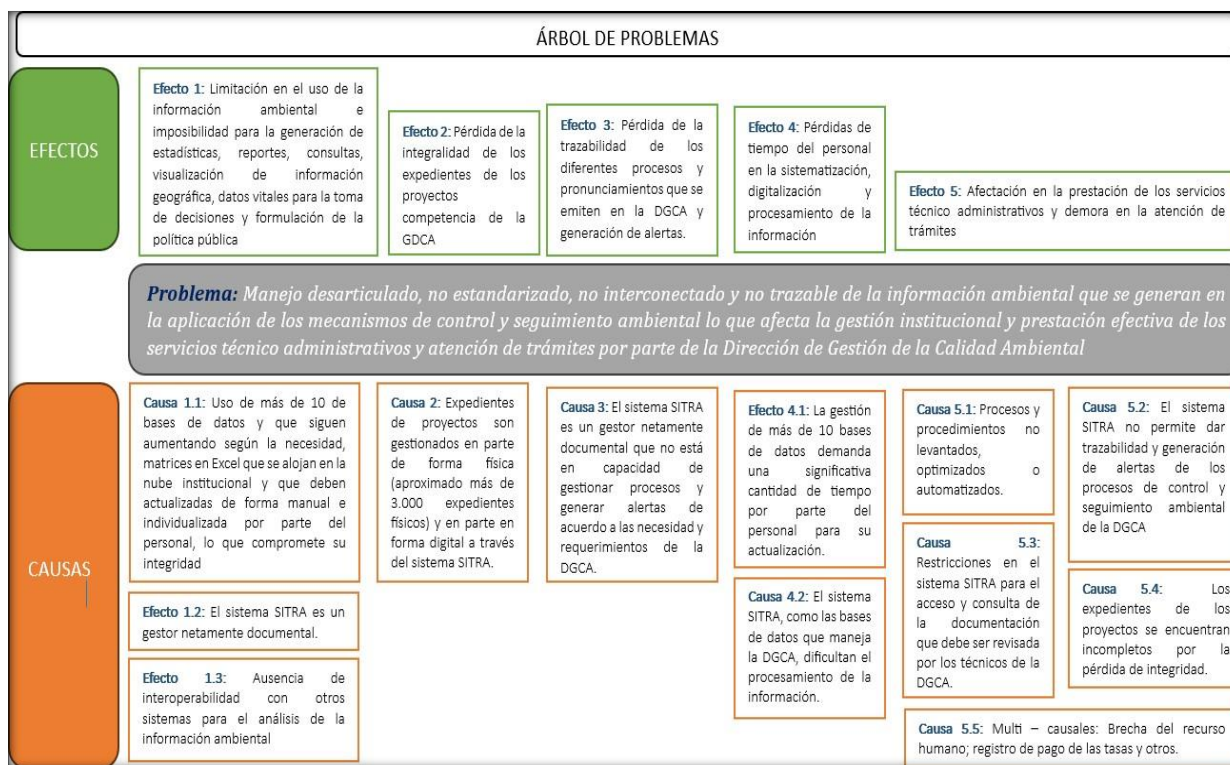 ÁRBOL DE PROBLEMAS
EFECTOS
Efecto 1: Limitación en el uso de la
información ambiental e
imposibilidad para la generación de
estadísticas, reportes, consultas,
visualización de información
geográfica, datos vitales para la toma
de decisiones y formulación de la
política pública
Efecto 2: Pérdida de la
integralidad de los
expedientes de los
proyectos
competencia de la
GDCA
Efecto 3: Pérdida de la
trazabilidad de los
diferentes procesos y
pronunciamientos que se
emiten en la DGCA y
generación de alertas.
Efecto 4: Pérdidas de
tiempo del personal
en la sistematización,
digitalización y
procesamiento de la
información
Efecto 5: Afectación en la prestación de los servicios
técnico administrativos y demora en la atención de
trámites
Problema: Manejo desarticulado, no estandarizado, no interconectado y no trazable de la información ambiental que se generan en
la aplicación de los mecanismos de control y seguimiento ambiental lo que afecta la gestión institucional y prestación efectiva de los
servicios técnico administrativos y atención de trámites por parte de la Dirección de Gestión de la Calidad Ambiental
CAUSAS
Causa 1.1: Uso de más de 10 de
bases de datos y que siguen
aumentando según la necesidad,
matrices en Excel que se alojan en la
nube institucional y que deben
actualizadas de forma manual e
individualizada por parte del
personal, lo que compromete su
integridad
Efecto 1.2: El sistema SITRA es un
gestor netamente documental.
Efecto 1.3: Ausencia de
interoperabilidad con otros
sistemas para el análisis de la
información ambiental
Causa 2: Expedientes
de proyectos son
gestionados en parte
de forma física
(aproximado más de
3.000 expedientes
físicos) y en parte en
forma digital a través
del sistema SITRA.
Causa 3: El sistema SITRA
es un gestor netamente
documental que no está
en capacidad de
gestionar procesos y
generar alertas de
acuerdo a las necesidad y
requerimientos de la
DGCA.
Efecto 4.1: La gestión
de más de 10 bases
de datos demanda
una significativa
cantidad de tiempo
por parte del
personal para su
actualización.
Causa 4.2: El sistema
SITRA, como las bases
de datos que maneja
la DGCA, dificultan el
procesamiento de la
información.
Causa 5.1: Procesos y
procedimientos no
levantados,
optimizados o
automatizados.
Causa 5.3:
Restricciones en el
sistema SITRA para el
acceso y consulta de
la documentación
que debe ser revisada
por los técnicos de la
DGCA.
Causa 5.2: El sistema
SITRA no permite dar
trazabilidad y generación
de alertas de los
procesos de control y
seguimiento ambiental
de la DGCA
Causa 5.4: Los
expedientes de los
proyectos se encuentran
incompletos por la
pérdida de integridad.
Causa 5.5: Multi – causales: Brecha del recurso
humano; registro de pago de las tasas y otros.